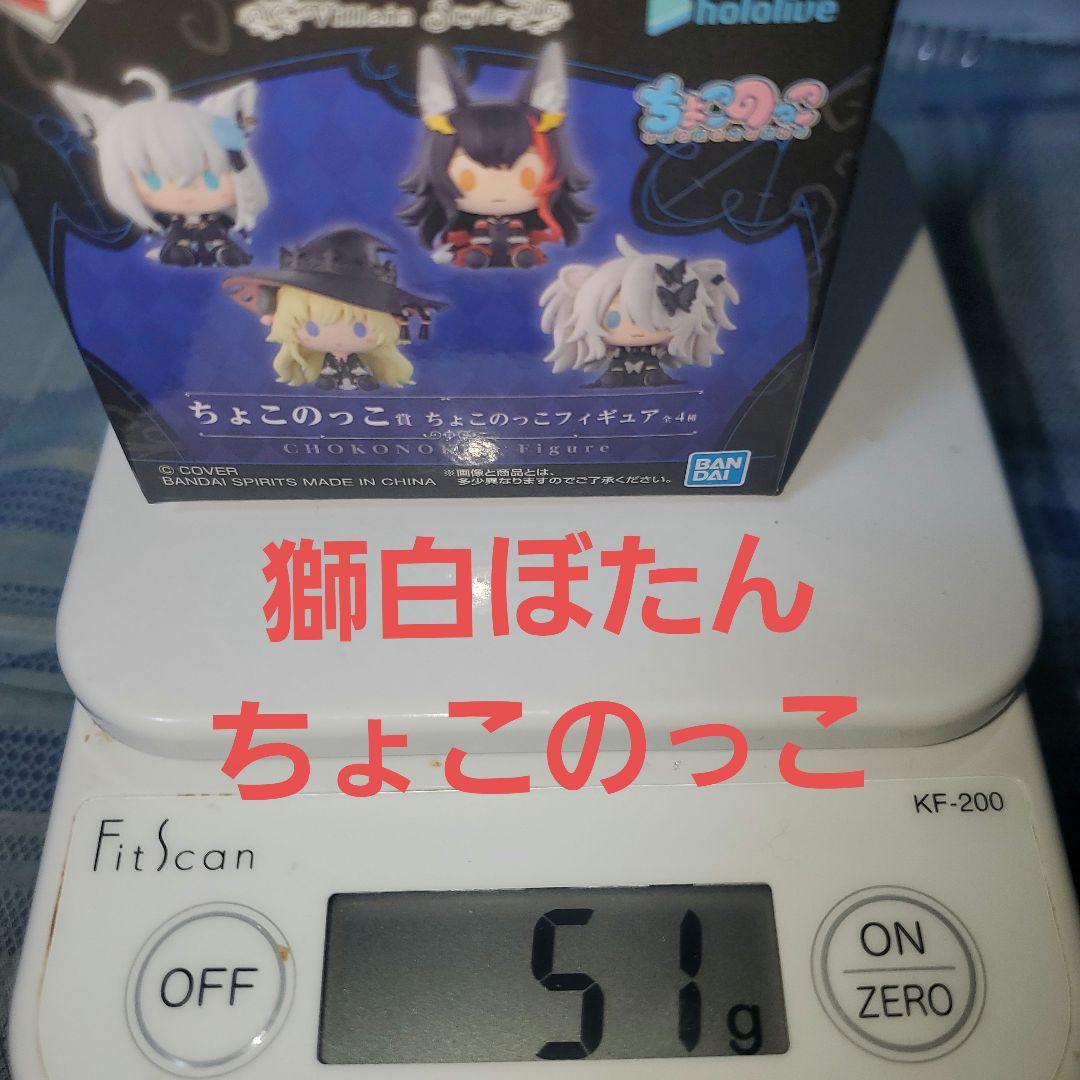 Villain Style
hololive
ちょこのっこ
ちょこのっこ賞 ちょこのっこフィギュア 全4種
Figure
© COVER
BANDAI SPIRITS MADE IN CHINA
※画像と商品とは、
多少異なりますのでご了承ください。
BAN
DAI
獅白ぼたん
ちょこのっこ
KF-200
FitScan
OFF
51g
ON
ZERO